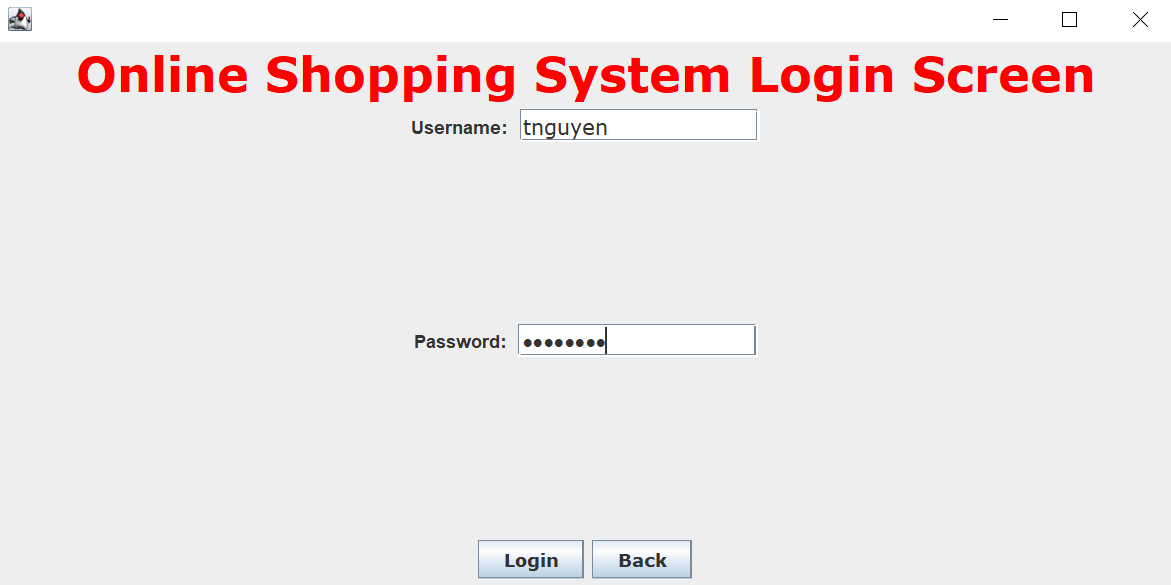 Online Shopping System Login Screen
Username: tnguyen
Password: ••••••••
Login Back